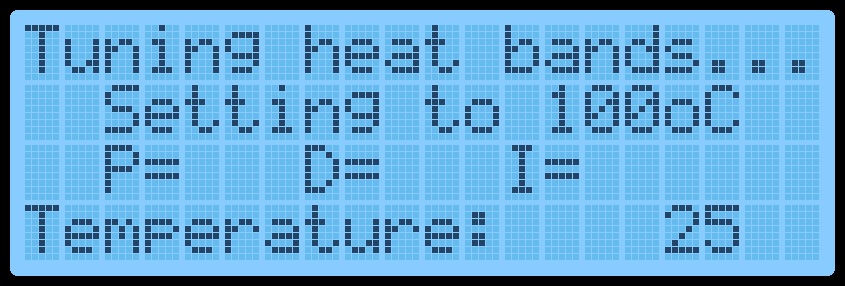 Tuning heat bands...
Setting to 100oC
P= D= I=
Temperature: 25